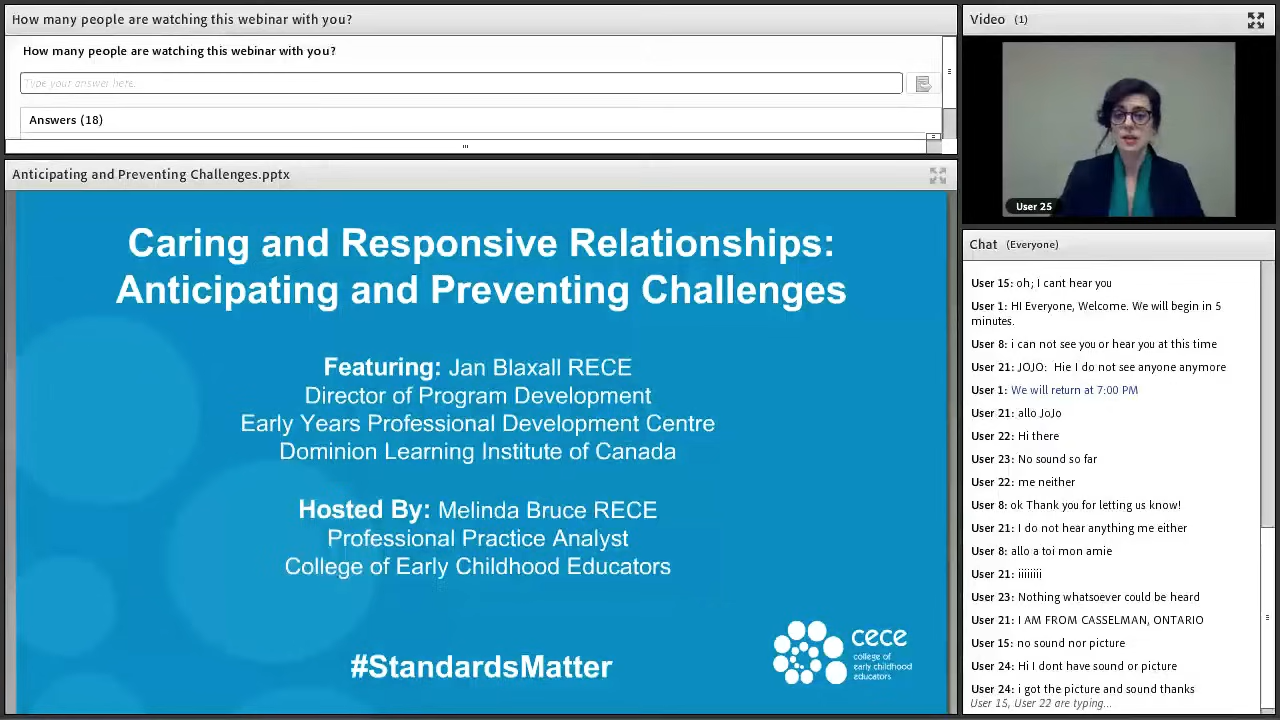 How many people are watching this webinar with you?
How many people are watching this webinar with you?
Type your answer here.
Answers (18)
Anticipating and Preventing Challenges.pptx
Caring and Responsive Relationships:
Anticipating and Preventing Challenges
Featuring: Jan Blaxall RECE
Director of Program Development
Early Years Professional Development Centre
Dominion Learning Institute of Canada
Hosted By: Melinda Bruce RECE
Professional Practice Analyst
College of Early Childhood Educators
#StandardsMatter
cece
college of
early childhood
educators
Video (1)
User 25
Chat (Everyone)
User 15: oh; I cant hear you
User 1: HI Everyone, Welcome. We will begin in 5
minutes.
User 8: i can not see you or hear you at this time
User 21: JOJO: Hie I do not see anyone anymore
User 1: We will return at 7:00 PM
User 21: allo JoJo
User 22: Hi there
User 23: No sound so far
User 22: me neither
User 8: ok Thank you for letting us know!
User 21: I do not hear anything me either
User 8: allo a toi mon amie
User 21: iiiiiiii
User 23: Nothing whatsoever could be heard
User 21: I AM FROM CASSELMAN, ONTARIO
User 15: no sound nor picture
User 24: Hi I dont have sound or picture
User 24: i got the picture and sound thanks
User 15, User 22 are typing...